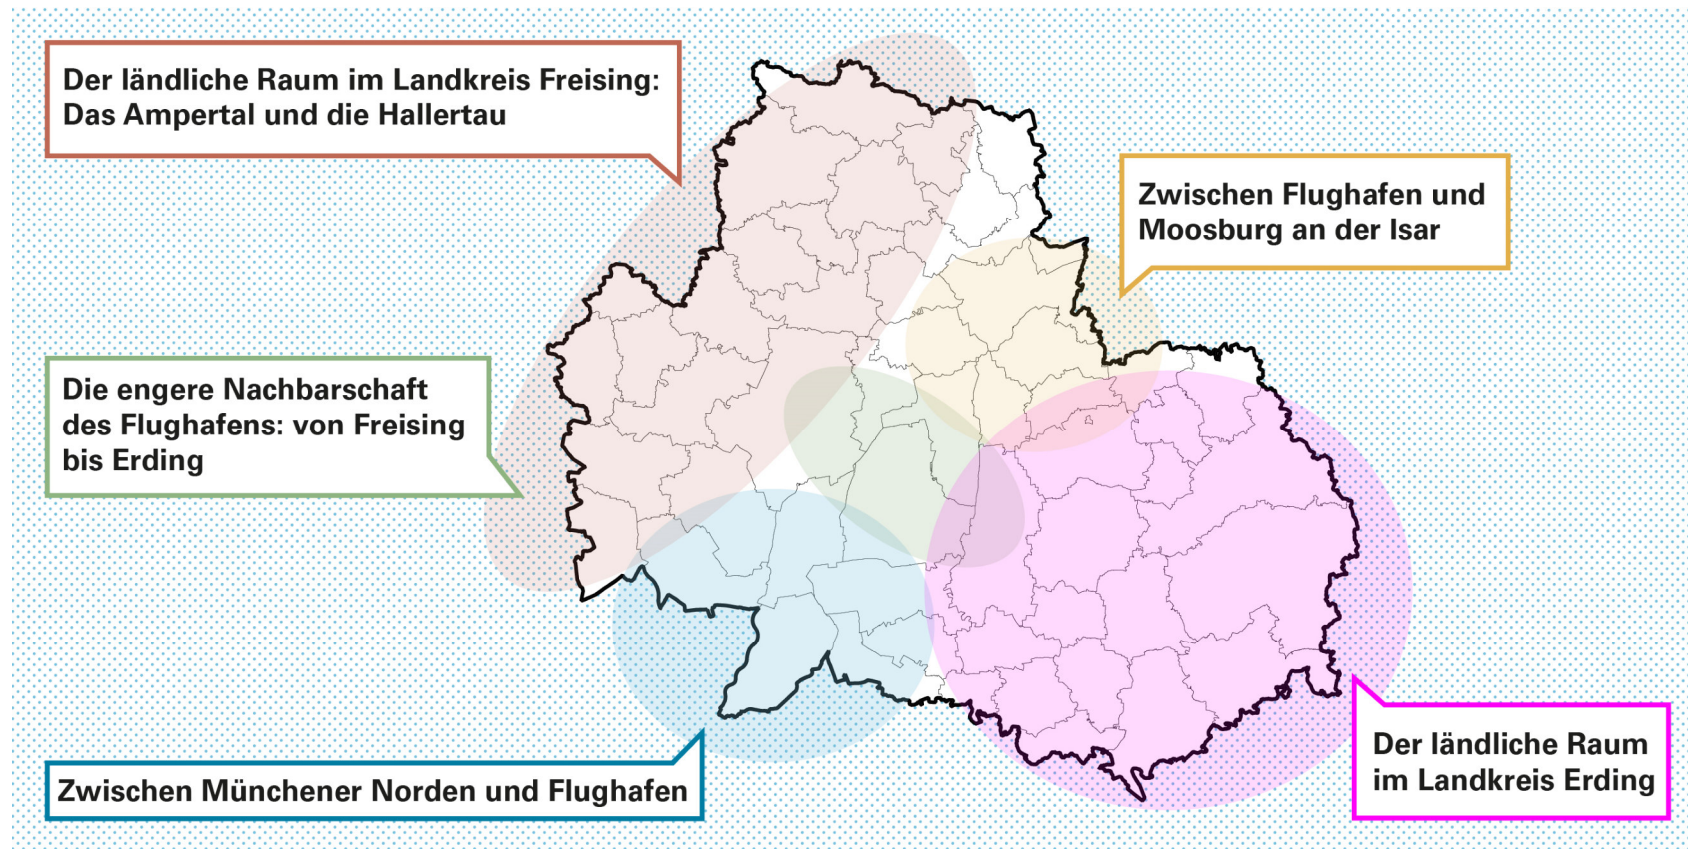 Der ländliche Raum im Landkreis Freising:
Das Ampertal und die Hallertau
Zwischen Flughafen und
Moosburg an der Isar
Die engere Nachbarschaft
des Flughafens: von Freising
bis Erding
Der ländliche Raum
im Landkreis Erding
Zwischen Münchener Norden und Flughafen